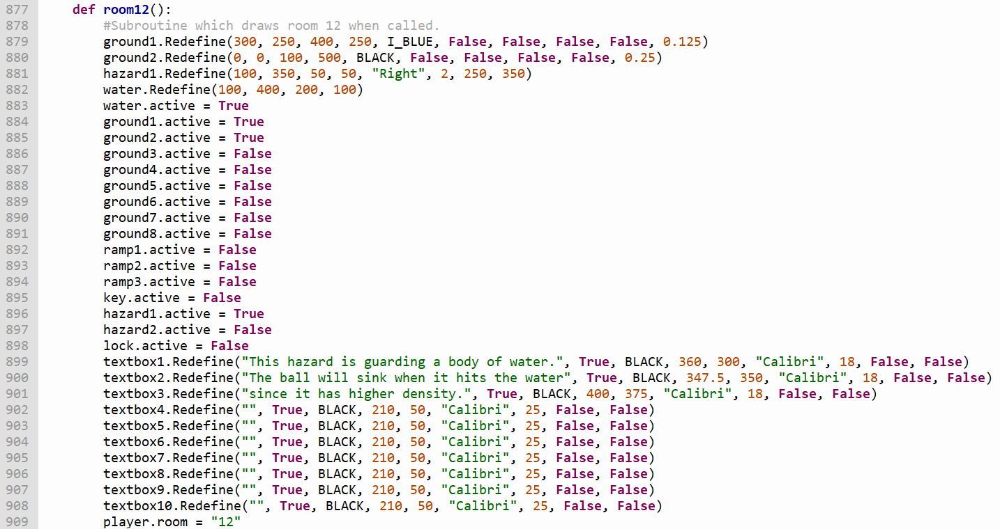 877 def room12():
878 #Subroutine which draws room 12 when called.
879 ground1.Redefine(300, 250, 400, 250, I_BLUE, False, False, False, False, 0.125)
880 ground2.Redefine(0, 0, 100, 500, BLACK, False, False, False, False, 0.25)
881 hazard1.Redefine(100, 350, 50, 50, "Right", 2, 250, 350)
882 water.Redefine(100, 400, 200, 100)
883 water.active = True
884 ground1.active = True
885 ground2.active = True
886 ground3.active = False
887 ground4.active = False
888 ground5.active = False
889 ground6.active = False
890 ground7.active = False
891 ground8.active = False
892 ramp1.active = False
893 ramp2.active = False
894 ramp3.active = False
895 key.active = False
896 hazard1.active = True
897 hazard2.active = False
898 lock.active = False
899 textbox1.Redefine("This hazard is guarding a body of water.", True, BLACK, 360, 300, "Calibri", 18, False, False)
900 textbox2.Redefine("The ball will sink when it hits the water", True, BLACK, 347.5, 350, "Calibri", 18, False, False)
901 textbox3.Redefine("since it has higher density.", True, BLACK, 400, 375, "Calibri", 18, False, False)
902 textbox4.Redefine("", True, BLACK, 210, 50, "Calibri", 25, False, False)
903 textbox5.Redefine("", True, BLACK, 210, 50, "Calibri", 25, False, False)
904 textbox6.Redefine("", True, BLACK, 210, 50, "Calibri", 25, False, False)
905 textbox7.Redefine("", True, BLACK, 210, 50, "Calibri", 25, False, False)
906 textbox8.Redefine("", True, BLACK, 210, 50, "Calibri", 25, False, False)
907 textbox9.Redefine("", True, BLACK, 210, 50, "Calibri", 25, False, False)
908 textbox10.Redefine("", True, BLACK, 210, 50, "Calibri", 25, False, False)
909 player.room = "12"